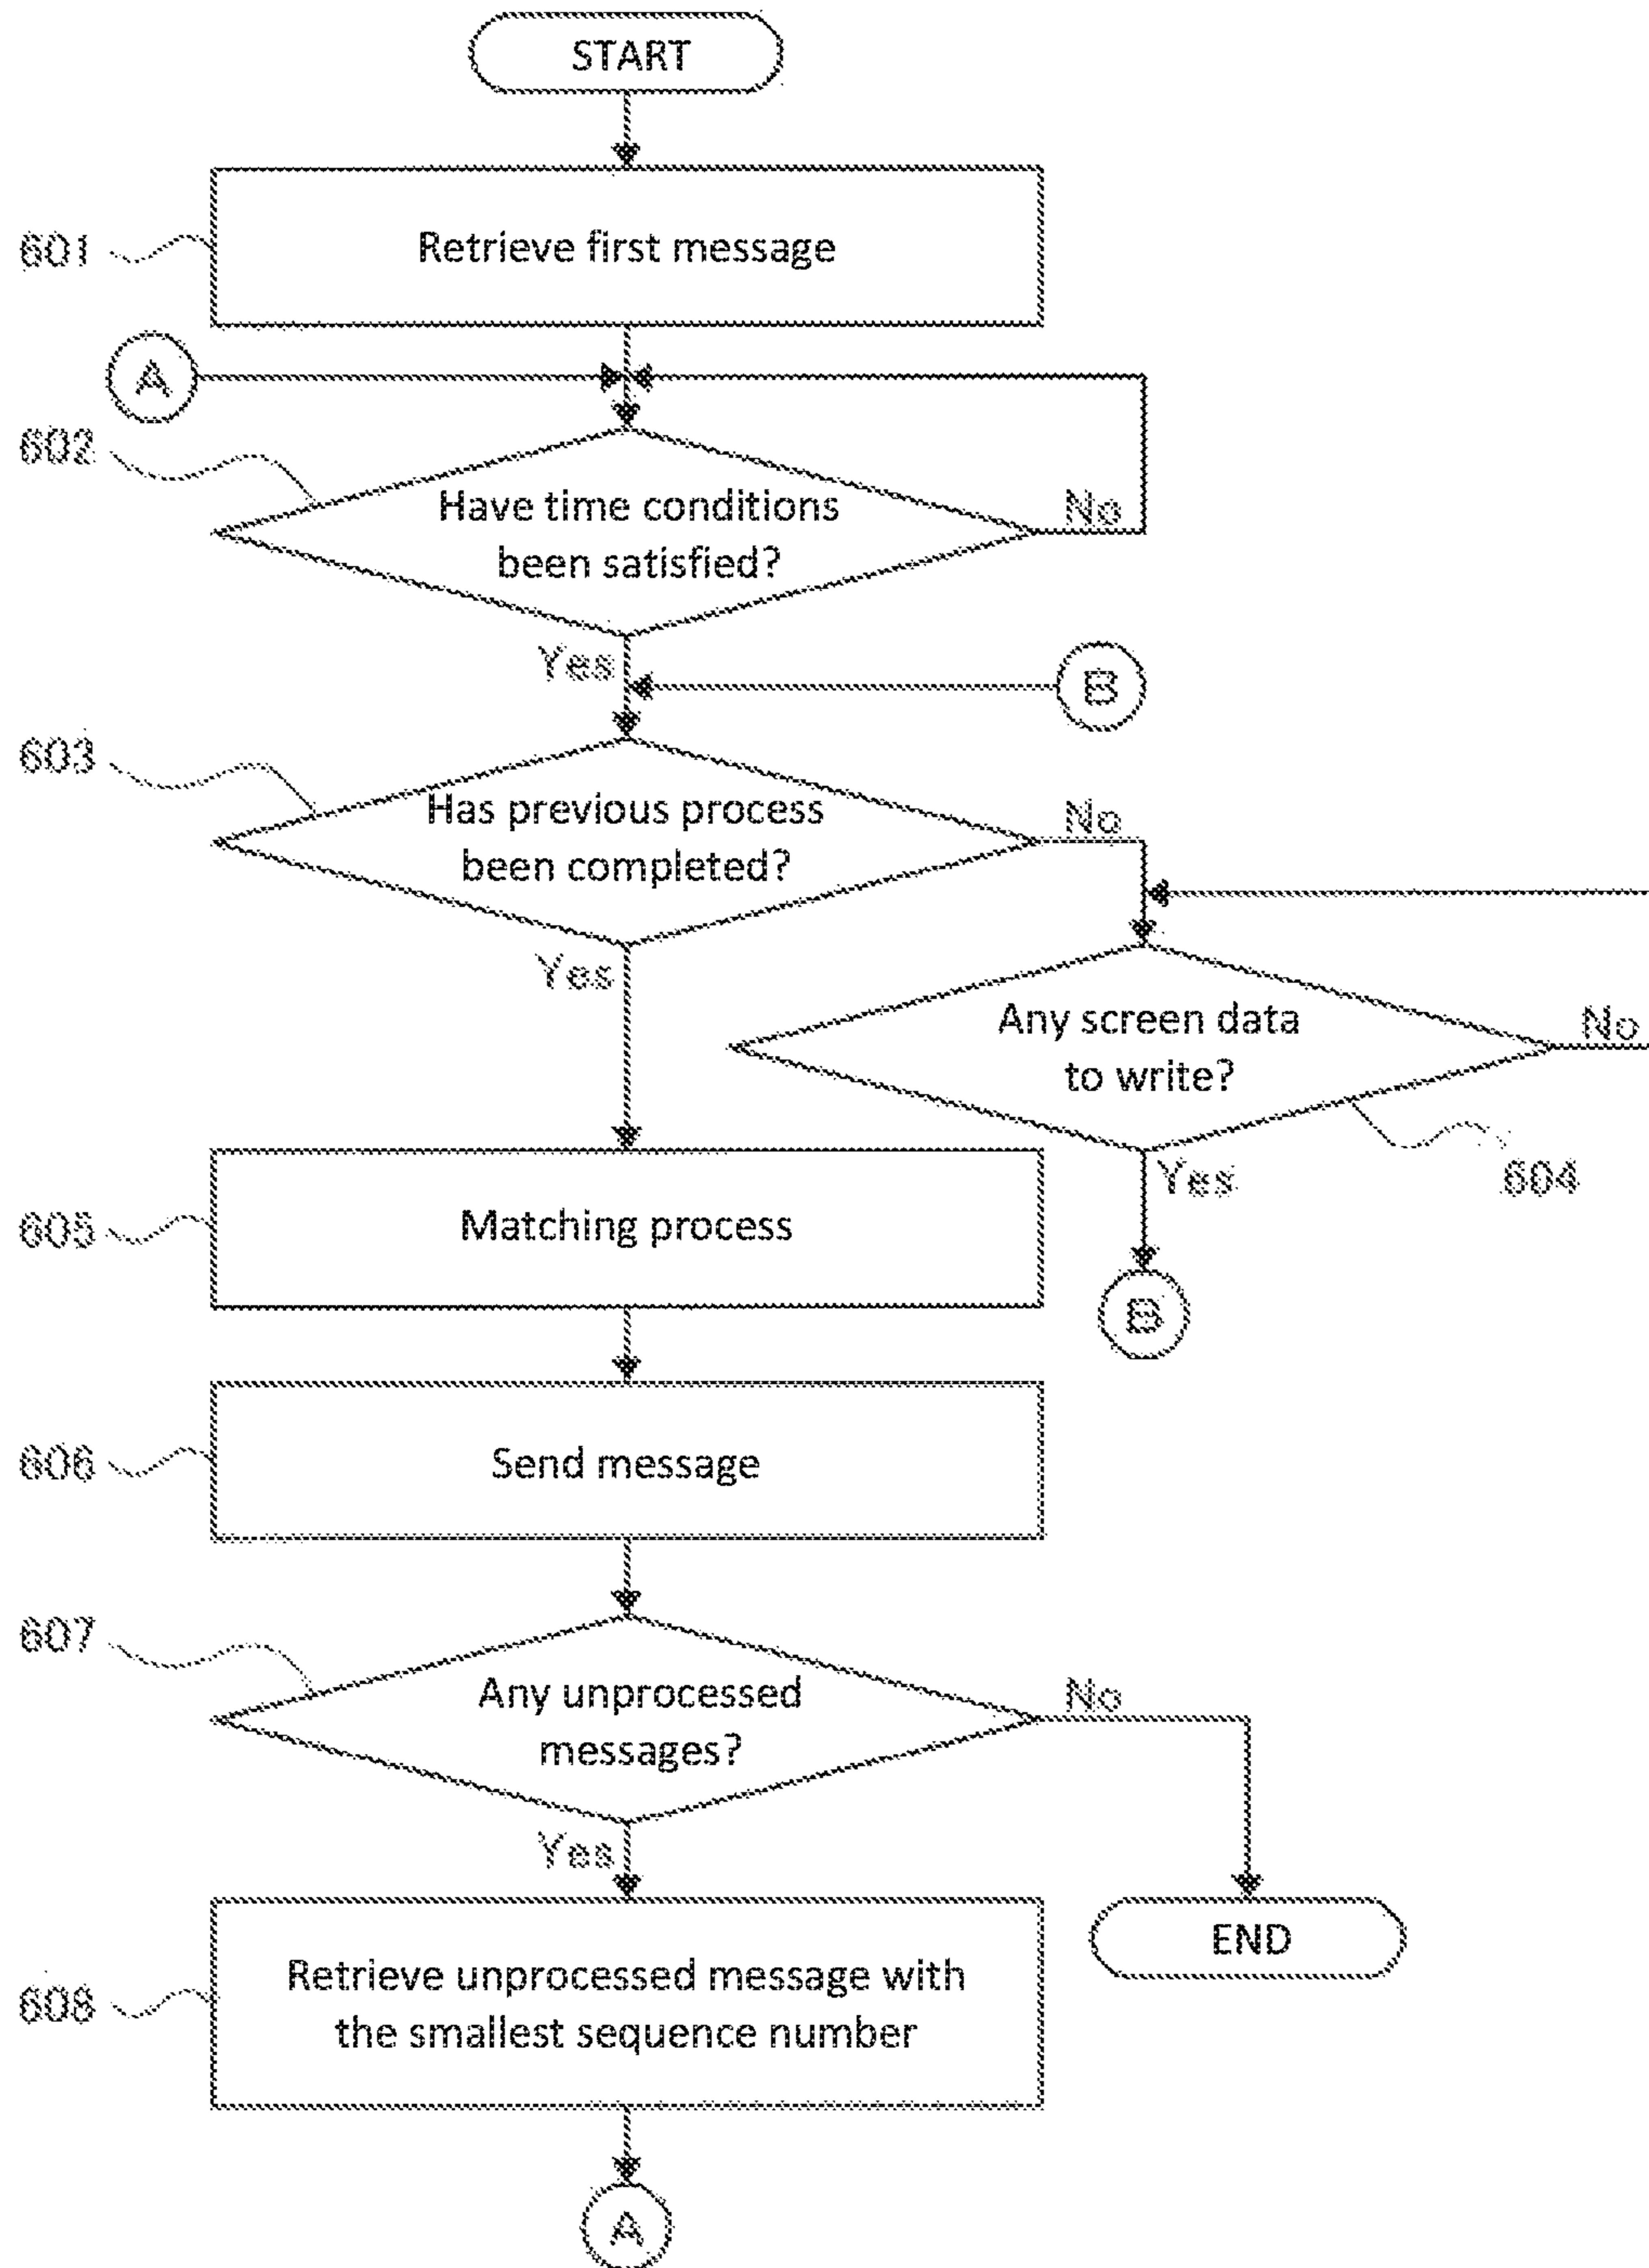 START
601
Retrieve first message
A
602
Have time conditions
been satisfied?
No
Yes
B
603
Has previous process
been completed?
No
Yes
Any screen data
to write?
No
604
Yes
B
605
Matching process
606
Send message
607
Any unprocessed
messages?
No
Yes
END
608
Retrieve unprocessed message with
the smallest sequence number
A